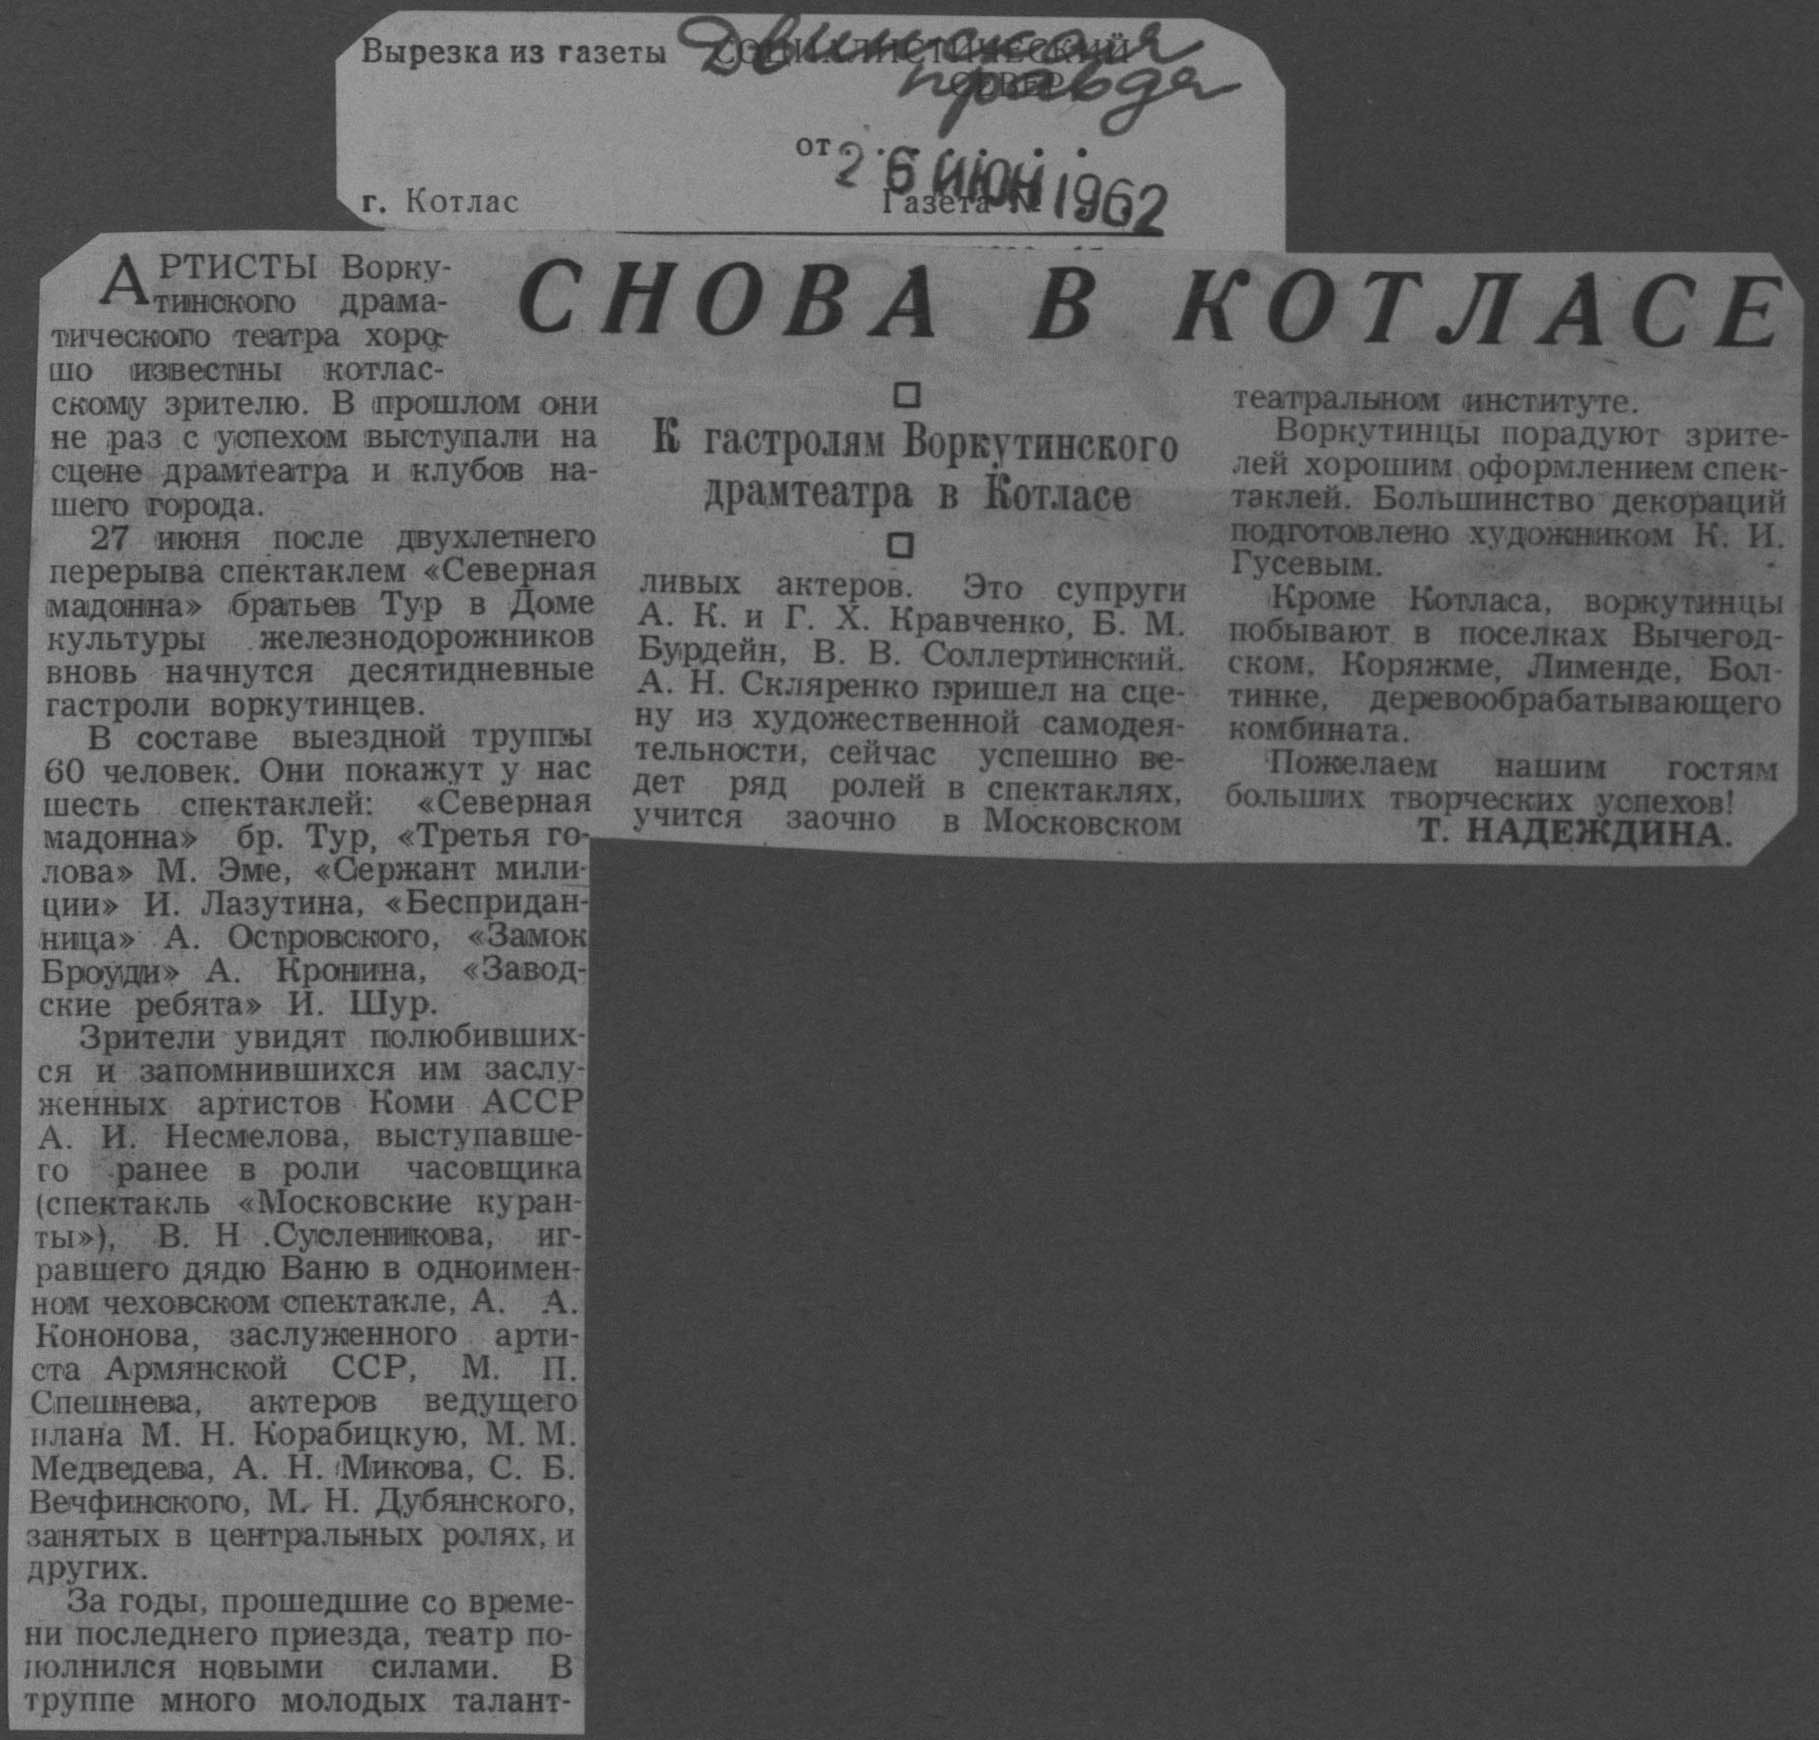 Вырезка из газеты СОЦИАЛИСТИЧЕСКИЙ
СЕВЕР
Двинская
правда
от 26 ИЮН 1962
г. Котлас Газета №
СНОВА В КОТЛАСЕ
К гастролям Воркутинского
драмтеатра в Котласе
АРТИСТЫ Ворку-
тинского драма-
тического театра хоро-
шо известны котлас-
скому зрителю. В прошлом они
не раз с успехом выступали на
сцене драмтеатра и клубов на-
шего города.
27 июня после двухлетнего
перерыва спектаклем «Северная
мадонна» братьев Тур в Доме
культуры железнодорожников
вновь начнутся десятидневные
гастроли воркутинцев.
В составе выездной труппы
60 человек. Они покажут у нас
шесть спектаклей: «Северная
мадонна» бр. Тур, «Третья го-
лова» М. Эме, «Сержант мили-
ции» И. Лазутина, «Беспридан-
ница» А. Островского, «Замок
Броуди» А. Кронина, «Завод-
ские ребята» И. Шур.
Зрители увидят полюбивших-
ся и запомнившихся им заслу-
женных артистов Коми АССР
А. И. Несмелова, выступавше-
го ранее в роли часовщика
(спектакль «Московские куран-
ты»), В. Н .Сусленикова, иг-
равшего дядю Ваню в одноимен-
ном чеховском спектакле, А. А.
Кононова, заслуженного арти-
ста Армянской ССР, М. П.
Спешнева, актеров ведущего
плана М. Н. Корабицкую, М. М.
Медведева, А. Н. Микова, С. Б.
Вечфинского, М. Н. Дубянского,
занятых в центральных ролях, и
других.
За годы, прошедшие со време-
ни последнего приезда, театр по-
полнился новыми силами. В
труппе много молодых талант-
ливых актеров. Это супруги
А. К. и Г. Х. Кравченко, Б. М.
Бурдейн, В. В. Соллертинский.
А. Н. Скляренко пришел на сце-
ну из художественной самодея-
тельности, сейчас успешно ве-
дет ряд ролей в спектаклях,
учится заочно в Московском
театральном институте.
Воркутинцы порадуют зрите-
лей хорошим оформлением спек-
таклей. Большинство декораций
подготовлено художником К. И.
Гусевым.
Кроме Котласа, воркутинцы
побывают в поселках Вычегод-
ском, Коряжме, Лименде, Бол-
тинке, деревообрабатывающего
комбината.
Пожелаем нашим гостям
больших творческих успехов!
Т. НАДЕЖДИНА.